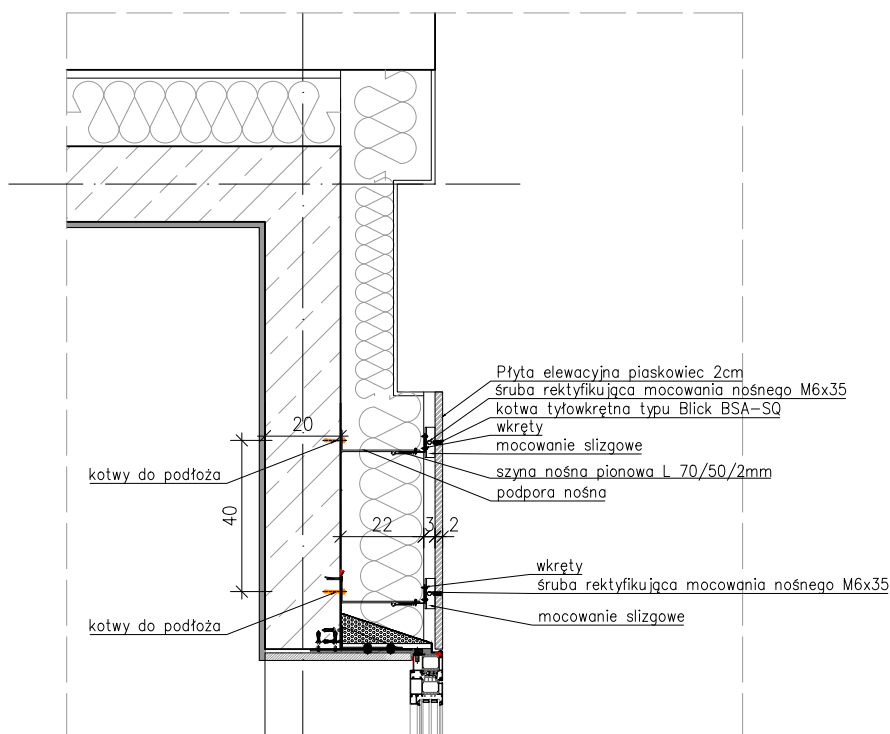 Płyta elewacyjna piaskowiec 2cm
śruba rektyfikująca mocowania nośnego M6x35
kotwa tyłowkrętna typu Blick BSA-SQ
wkręty
mocowanie slizgowe
szyna nośna pionowa L 70/50/2mm
podpora nośna
20
kotwy do podłoża
40
22
3
2
wkręty
śruba rektyfikująca mocowania nośnego M6x35
mocowanie slizgowe
kotwy do podłoża